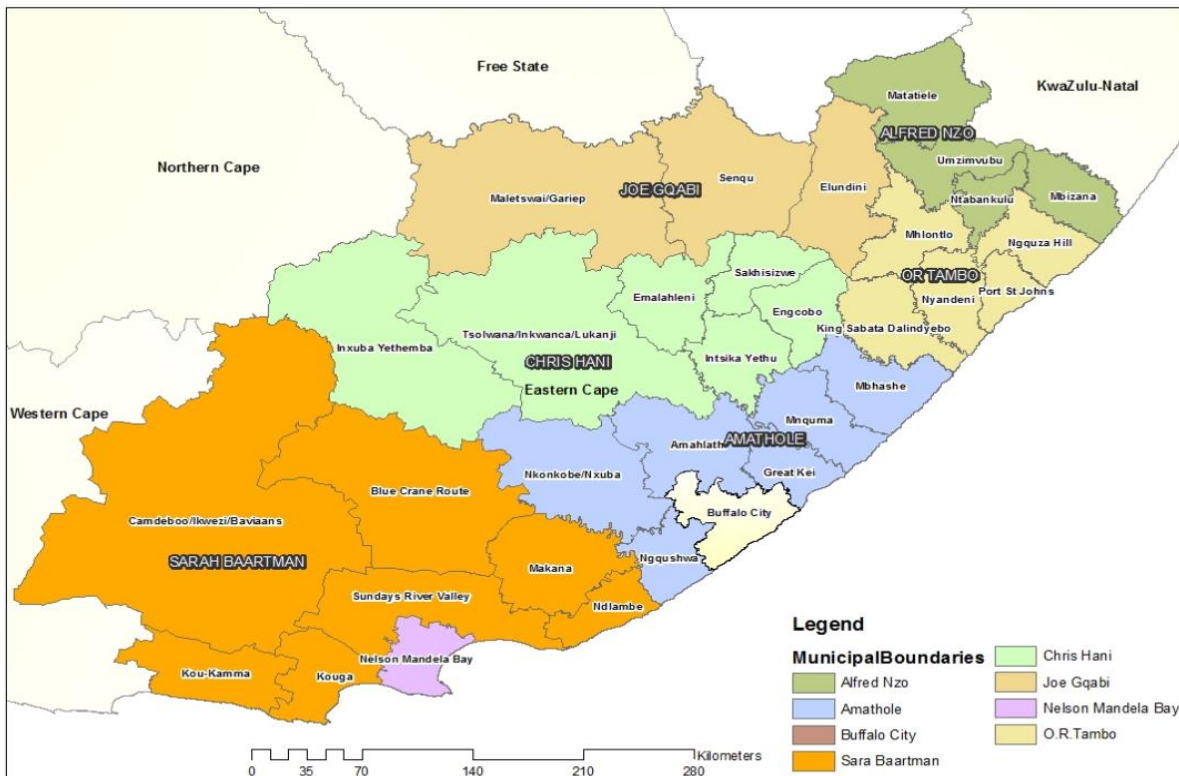 Free State
KwaZulu-Natal
Northern Cape
Western Cape
Eastern Cape
Matatiele
ALFRED NZO
Umzimvubu
Ntabankulu
Mbizana
Maletswai/Gariep
JOE GQABI
Senqu
Elundini
Mhlontlo
Ngquza Hill
OR TAMBO
Port St Johns
Nyandeni
King Sabata Dalindyebo
Sakhisizwe
Emalahleni
Engcobo
Tsolwana/Inkwanca/Lukanji
Inxuba Yethemba
Intsika Yethu
CHRIS HANI
Mbhashe
Mnquma
Amahlath
AMATHOLE
Great Kei
Nkonkobe/Nxuba
Buffalo City
Ngqushwa
Blue Crane Route
Camdeboo/Ikwezi/Baviaans
SARAH BAARTMAN
Makana
Sundays River Valley
Ndlambe
Nelson Mandela Bay
Kou-Kamma
Kouga
Legend
MunicipalBoundaries
Alfred Nzo
Amathole
Buffalo City
Sara Baartman
Chris Hani
Joe Gqabi
Nelson Mandela Bay
O.R.Tambo
Kilometers
0 35 70 140 210 280